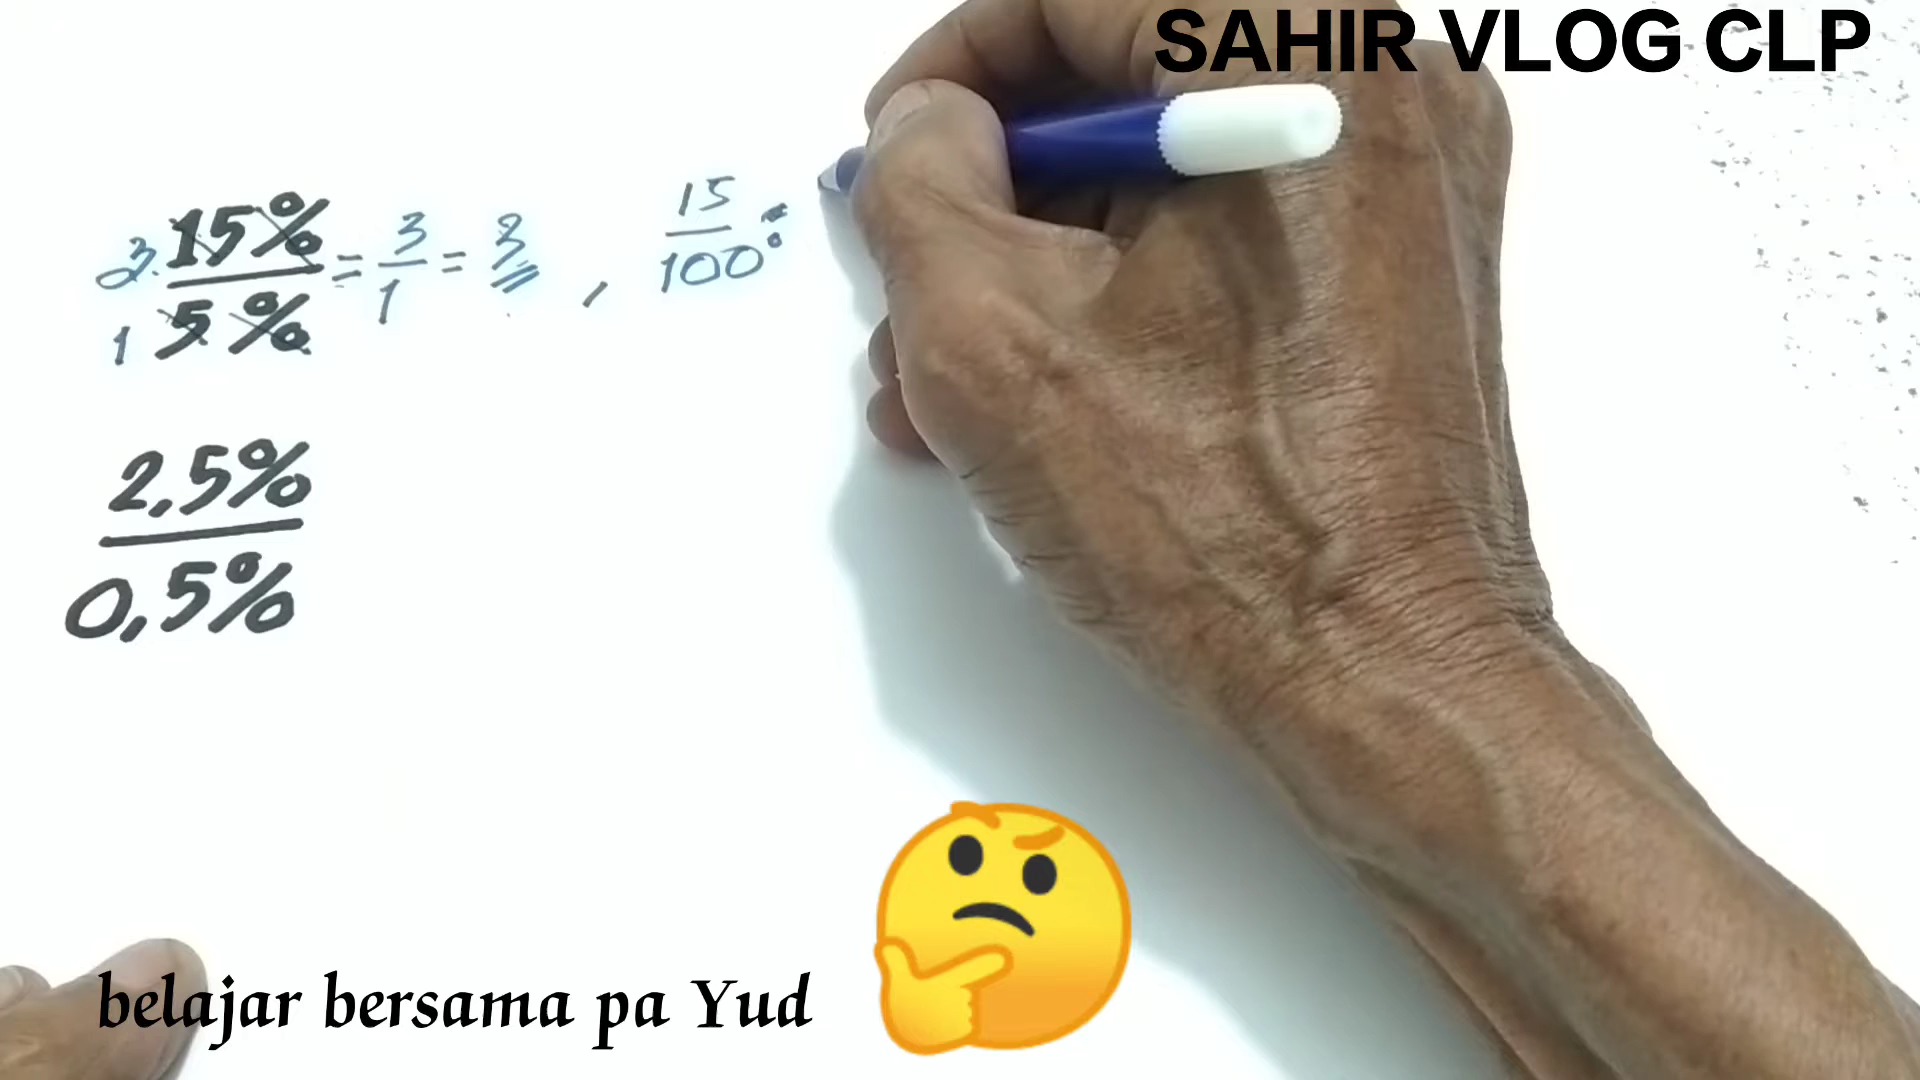 SAHIR VLOG CLP
3 15% = 3/1 = 3 , 15/100 :
1 5%
2,5%
0,5%
belajar bersama pa Yud